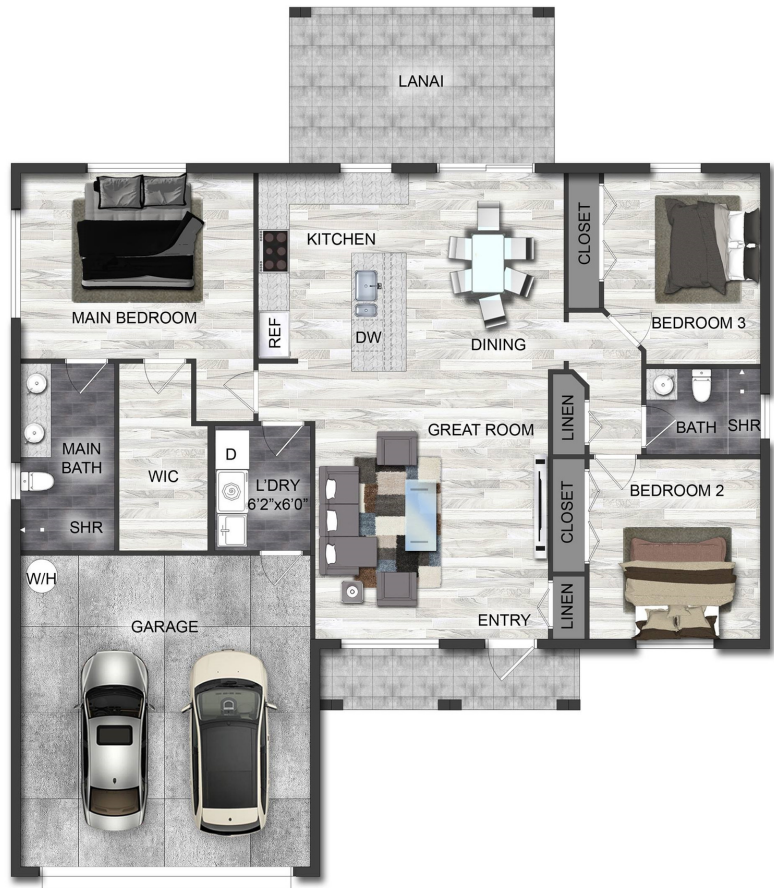 LANAI
KITCHEN
CLOSET
MAIN BEDROOM
REF
DW
DINING
BEDROOM 3
MAIN
BATH
WIC
D
L'DRY
6'2"x6'0"
GREAT ROOM
LINEN
BATH
SHR
SHR
CLOSET
BEDROOM 2
W/H
GARAGE
ENTRY
LINEN